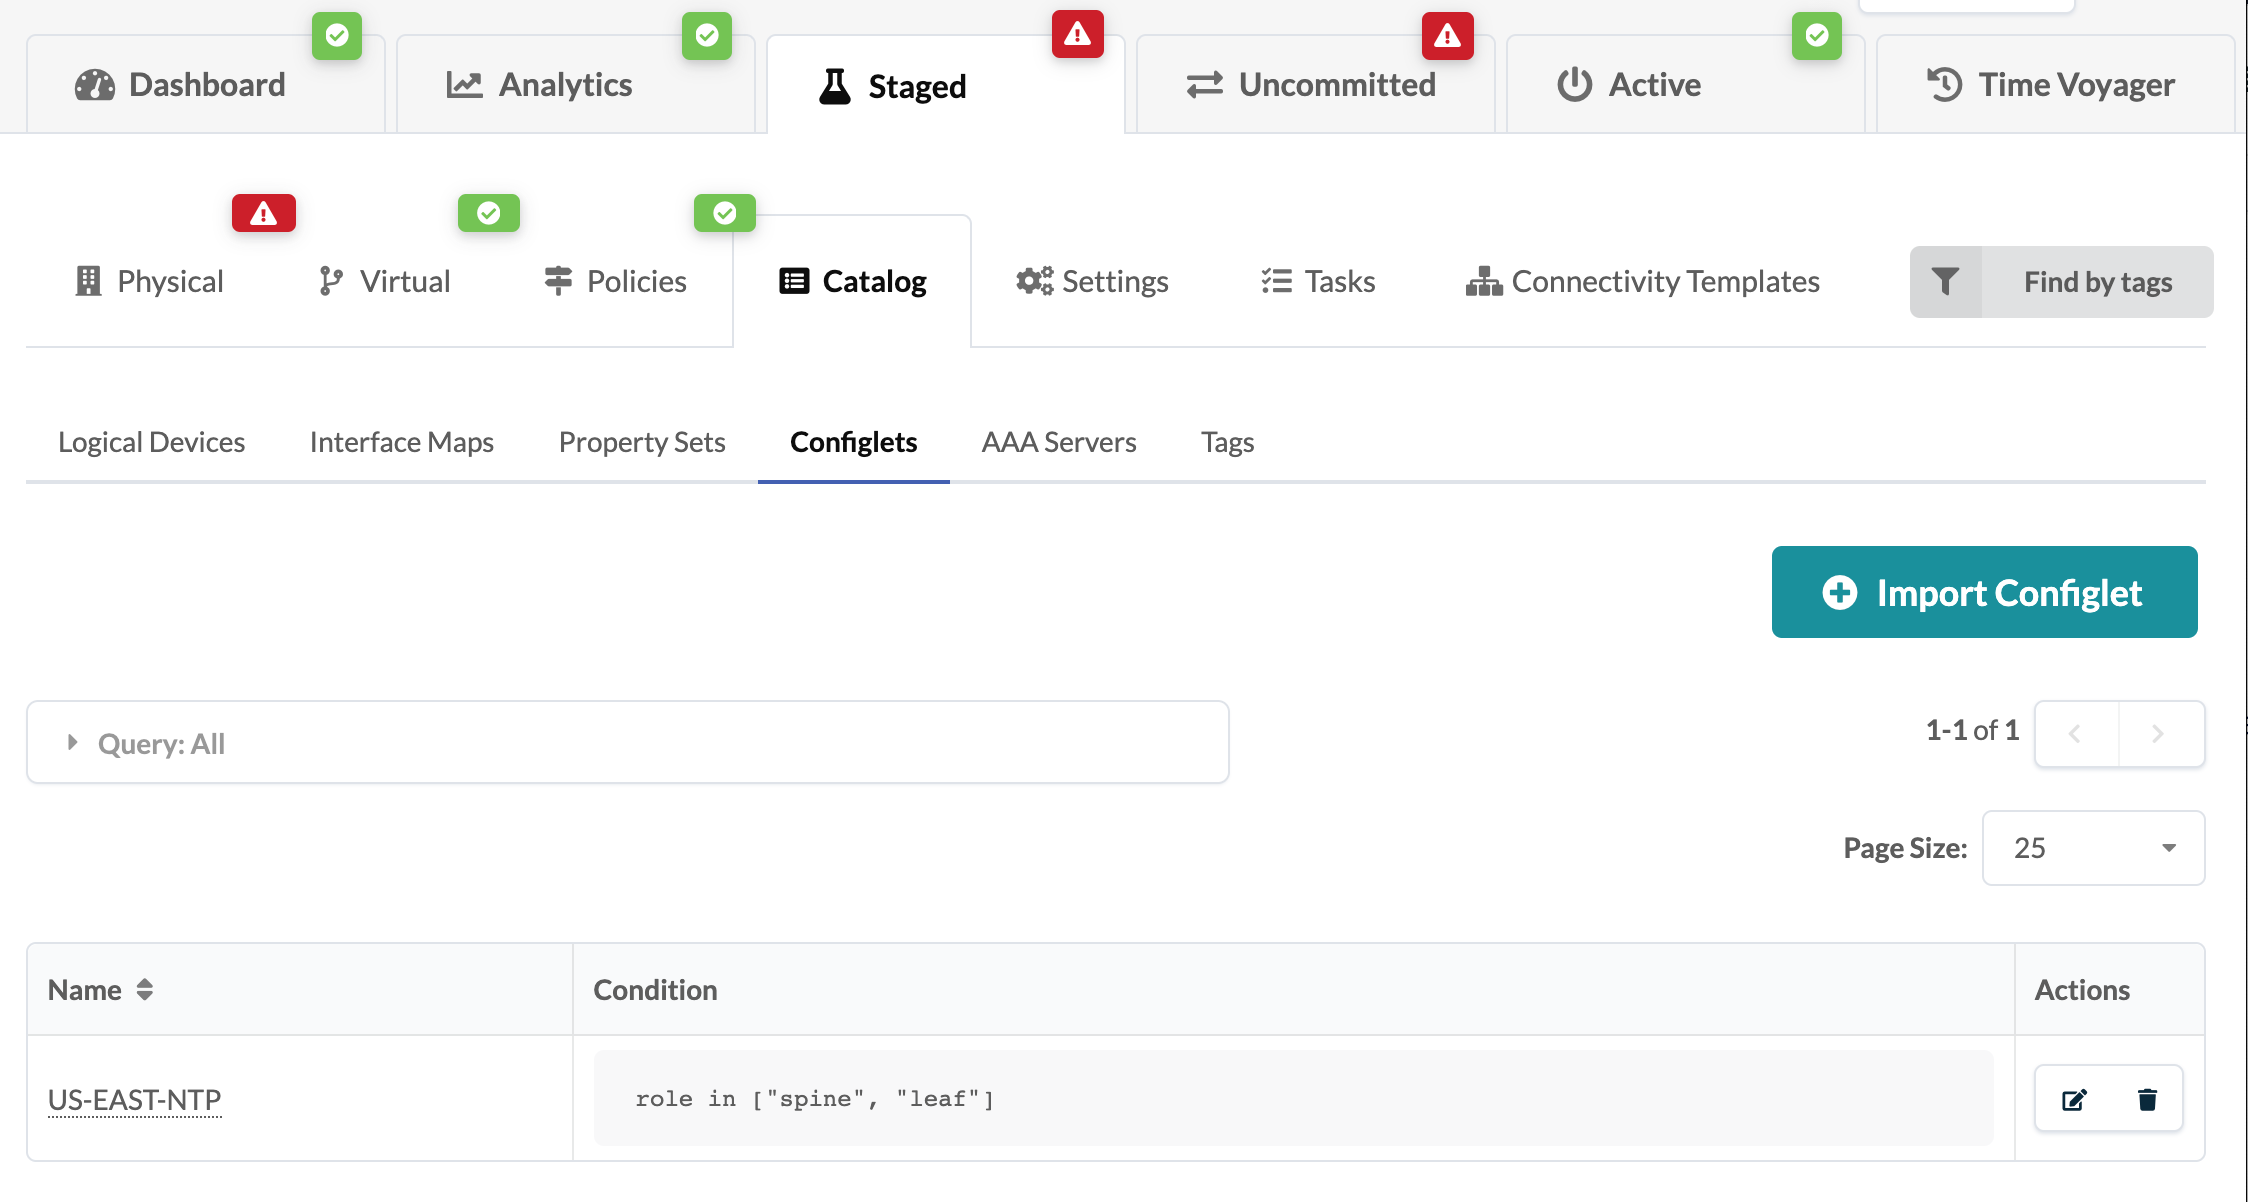 Dashboard
Analytics
Staged
Uncommitted
Active
Time Voyager
Physical
Virtual
Policies
Catalog
Settings
Tasks
Connectivity Templates
Find by tags
Logical Devices
Interface Maps
Property Sets
Configlets
AAA Servers
Tags
Import Configlet
Query: All
1-1 of 1
Page Size:
25
Name
Condition
Actions
US-EAST-NTP
role in ["spine", "leaf"]